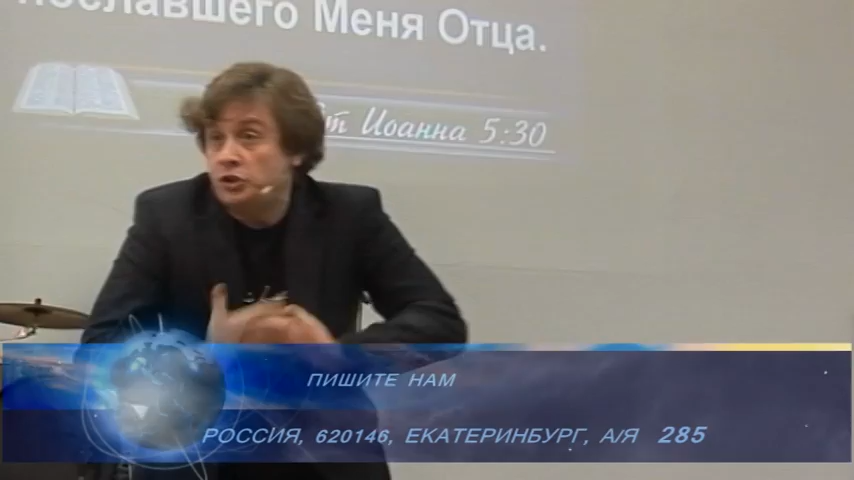 пославшего Меня Отца.
от Иоанна 5:30
ПИШИТЕ НАМ
РОССИЯ, 620146, ЕКАТЕРИНБУРГ, А/Я 285